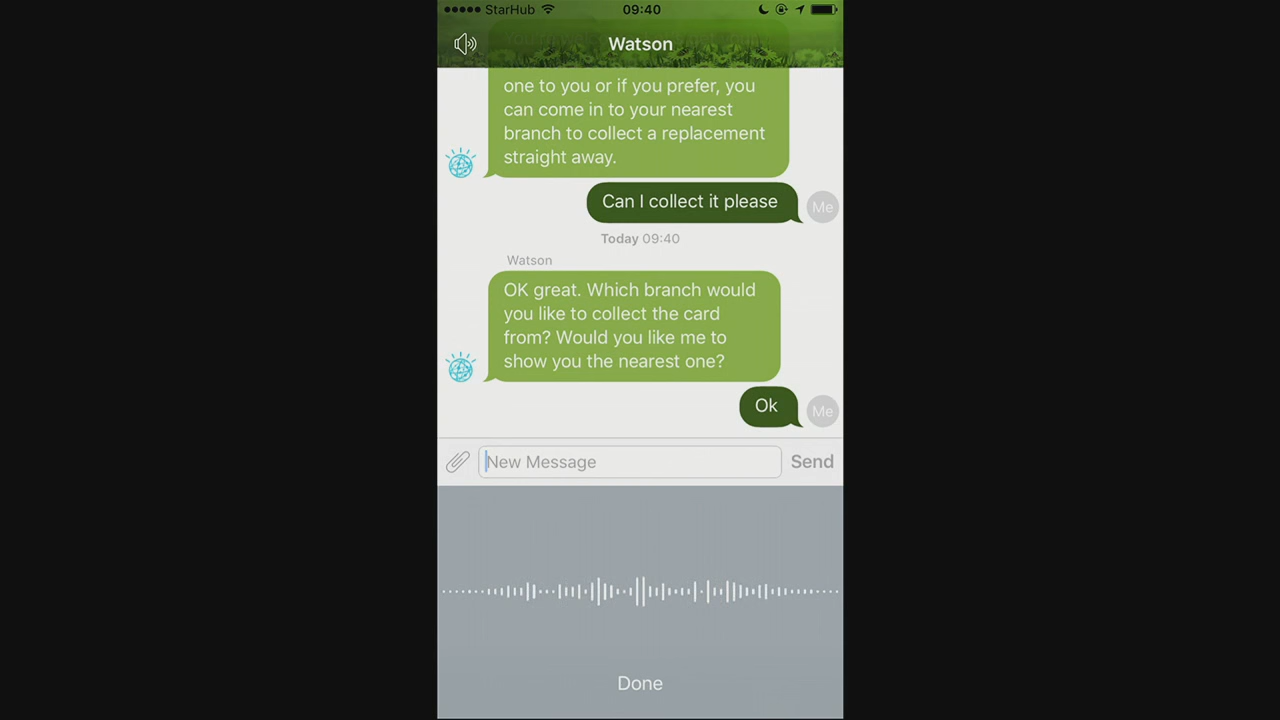 StarHub
09:40
Watson
one to you or if you prefer, you
can come in to your nearest
branch to collect a replacement
straight away.
Can I collect it please
Me
Today 09:40
Watson
OK great. Which branch would
you like to collect the card
from? Would you like me to
show you the nearest one?
Ok
Me
New Message
Send
Done